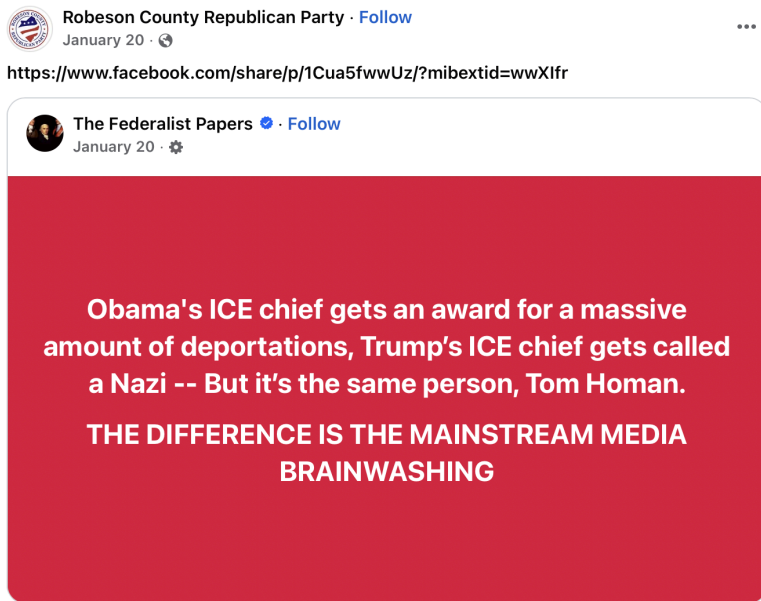 Robeson County Republican Party · Follow
January 20 ·
https://www.facebook.com/share/p/1Cua5fwwUz/?mibextid=wwXIfr
The Federalist Papers · Follow
January 20 ·
Obama's ICE chief gets an award for a massive
amount of deportations, Trump’s ICE chief gets called
a Nazi -- But it’s the same person, Tom Homan.
THE DIFFERENCE IS THE MAINSTREAM MEDIA
BRAINWASHING